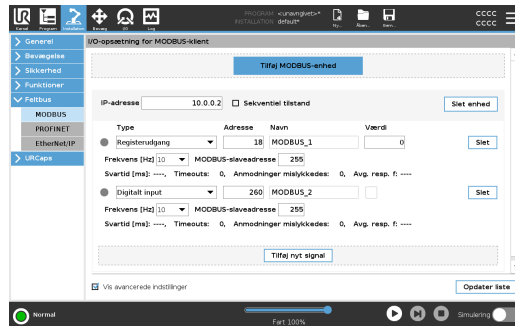 UR
PROGRAM <unavngivet>*
INSTALLATION default*
Kørsel Program Installation Bevæg I/O Log
Ny... Åben... Gem...
CCCC
CCCC
Generel
Bevægelse
Sikkerhed
Funktioner
Feltbus
MODBUS
PROFINET
EtherNet/IP
URCaps
I/O-opsætning for MODBUS-klient
Tilføj MODBUS-enhed
IP-adresse 10.0.0.2 Sekventiel tilstand Slet enhed
Type Adresse Navn Værdi
Registerudgang 18 MODBUS_1 0 Slet
Frekvens [Hz] 10 MODBUS-slaveadresse 255
Svartid [ms]: ----, Timeouts: 0, Anmodninger mislykkedes: 0, Avg. resp. f: ----
Digitalt input 260 MODBUS_2 Slet
Frekvens [Hz] 10 MODBUS-slaveadresse 255
Svartid [ms]: ----, Timeouts: 0, Anmodninger mislykkedes: 0, Avg. resp. f: ----
Tilføj nyt signal
Vis avancerede indstillinger
Opdater liste
Normal
Fart 100%
Simulering